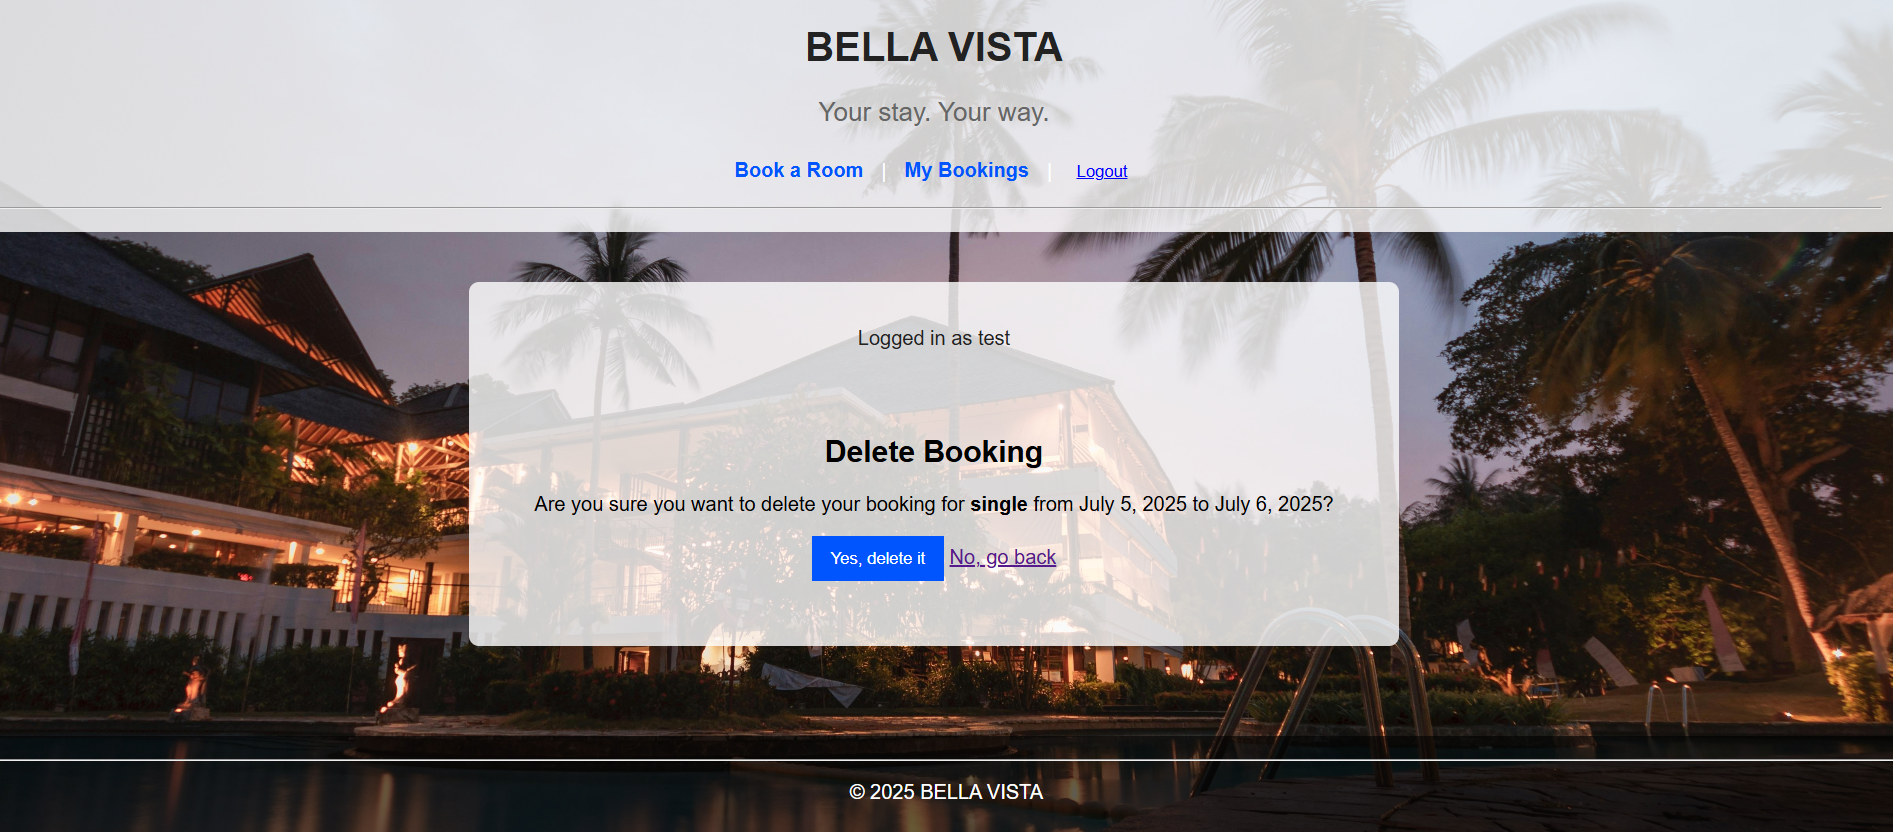 BELLA VISTA
Your stay. Your way.
Book a Room | My Bookings | Logout
Logged in as test
Delete Booking
Are you sure you want to delete your booking for single from July 5, 2025 to July 6, 2025?
Yes, delete it No, go back
© 2025 BELLA VISTA